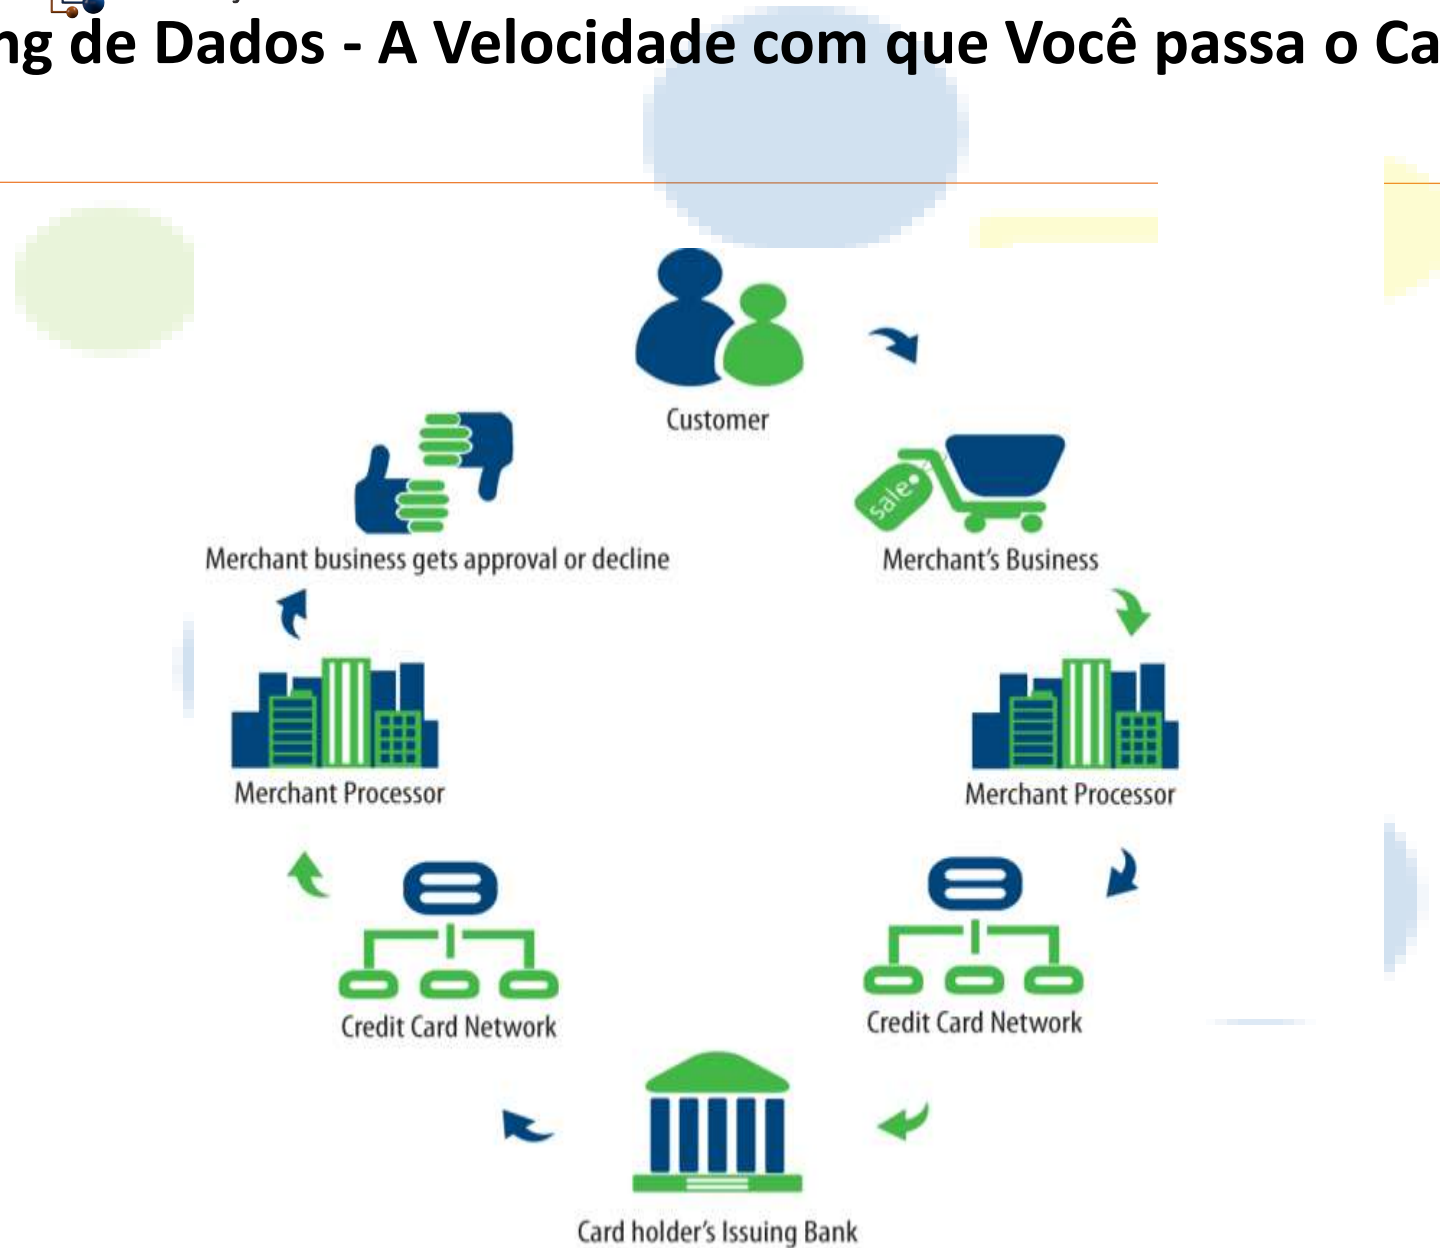 ng de Dados - A Velocidade com que Você passa o Ca
Customer
Merchant business gets approval or decline
sale
Merchant's Business
Merchant Processor
Merchant Processor
Credit Card Network
Credit Card Network
Card holder's Issuing Bank